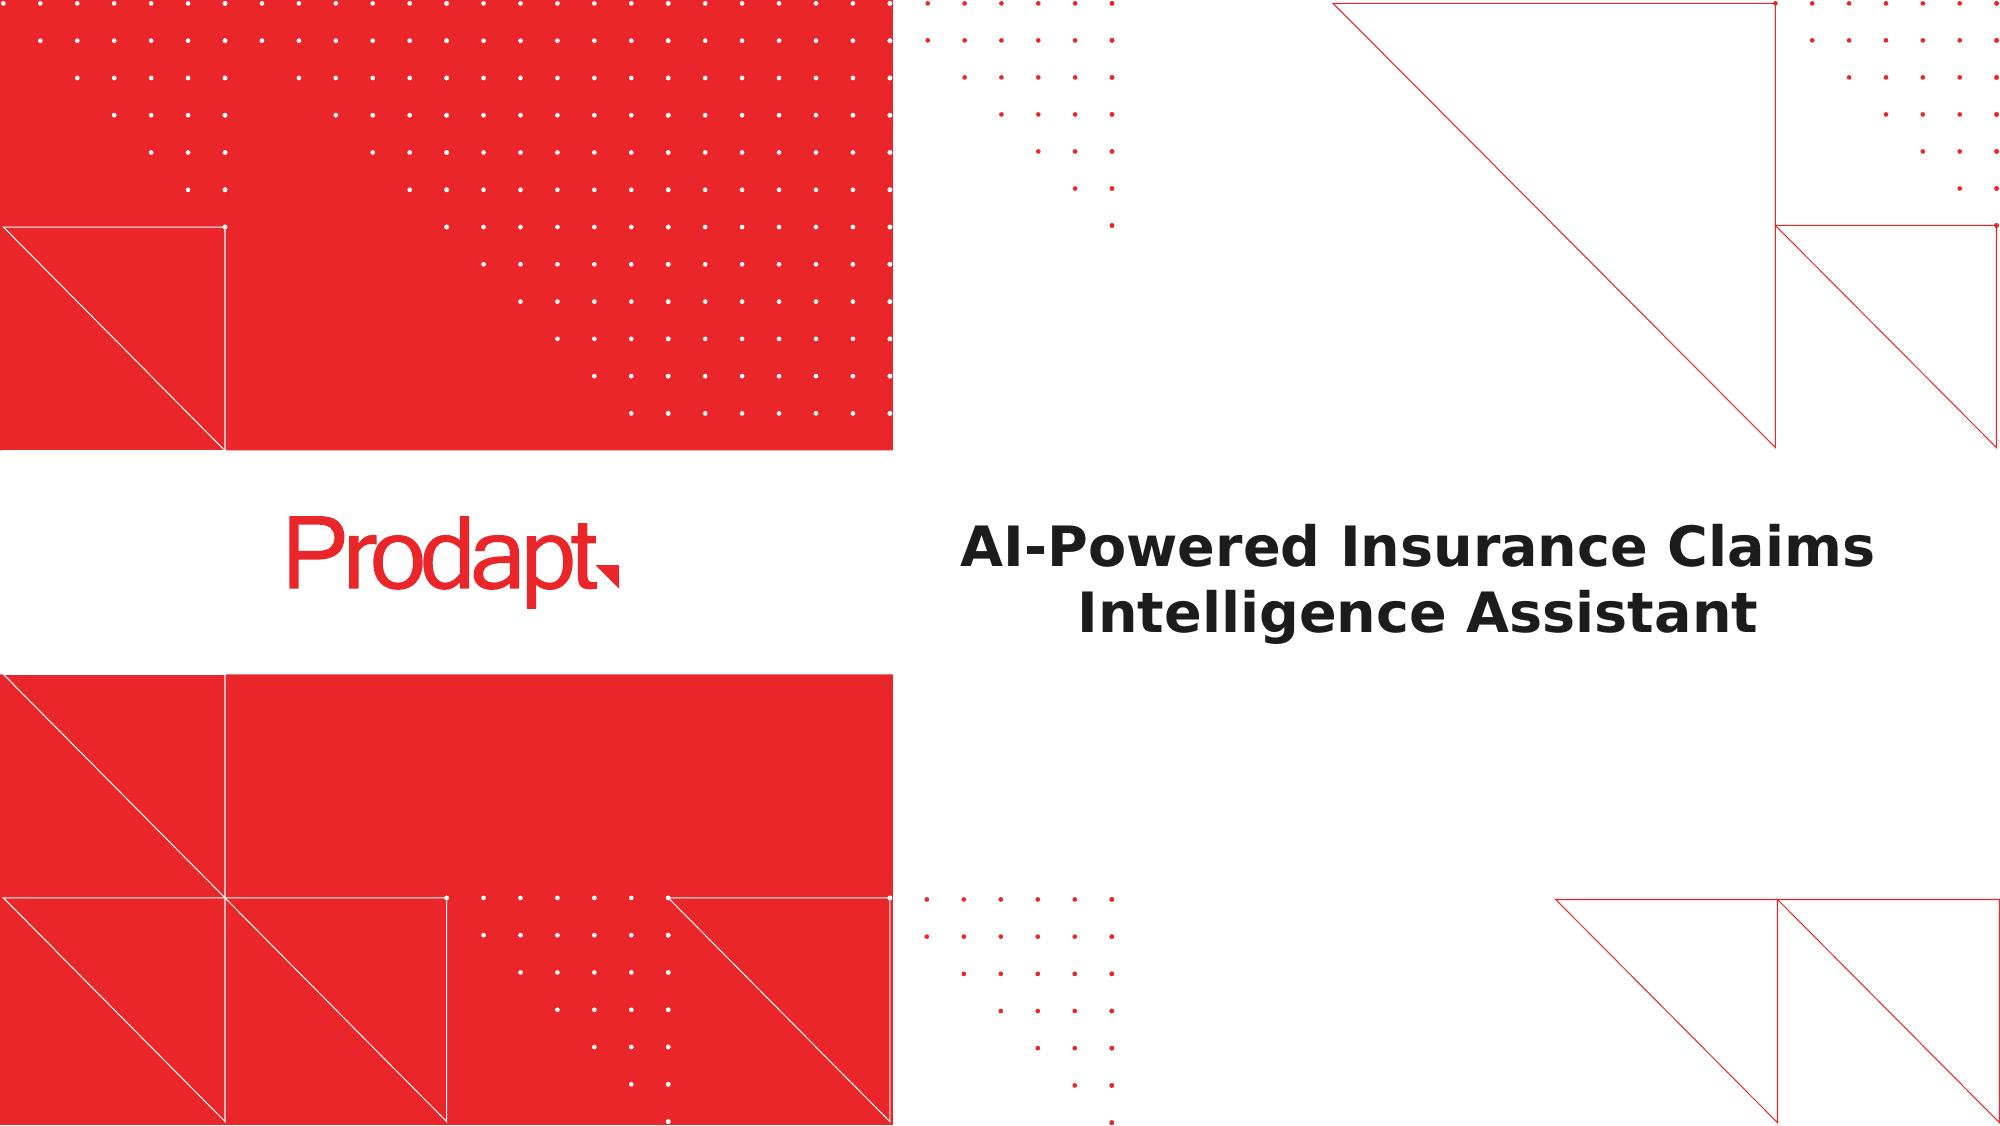 Prodapt
AI-Powered Insurance Claims
Intelligence Assistant